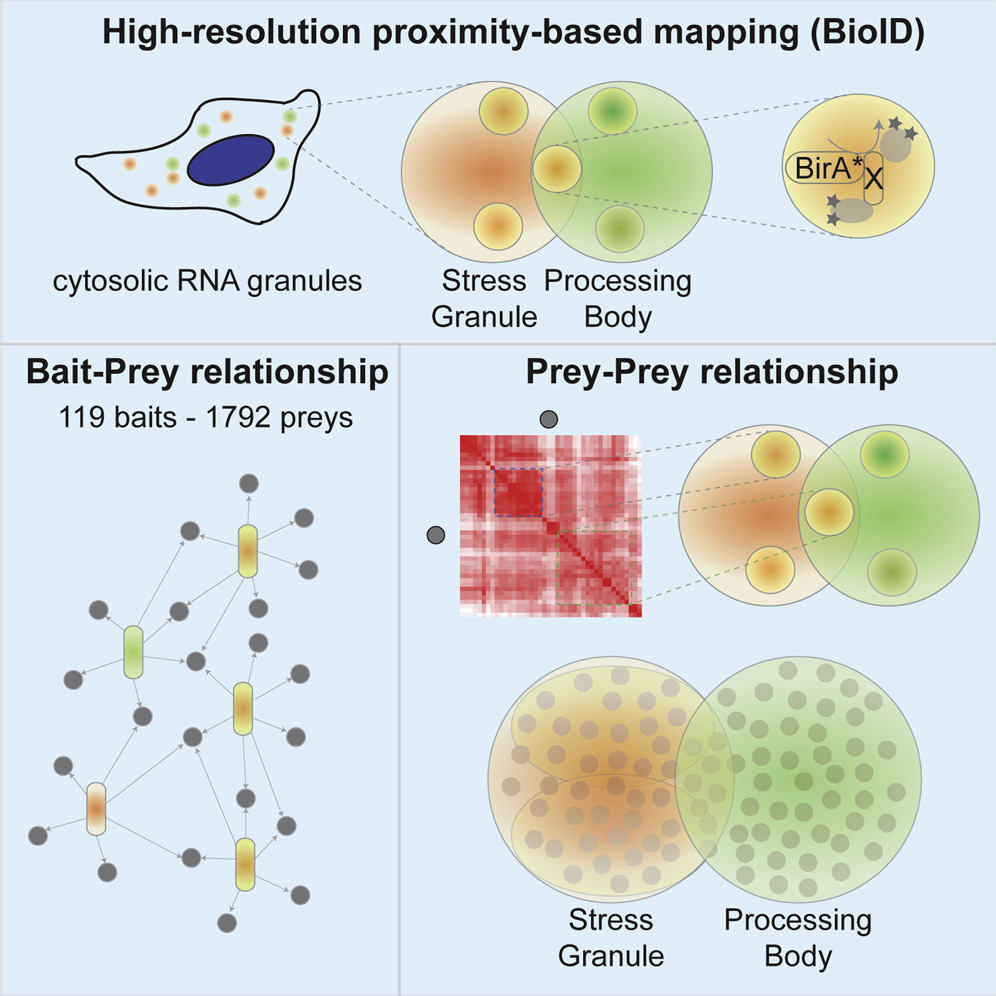 High-resolution proximity-based mapping (BioID)
BirA*
X
cytosolic RNA granules
Stress
Granule
Processing
Body
Bait-Prey relationship
119 baits - 1792 preys
Prey-Prey relationship
Stress
Granule
Processing
Body